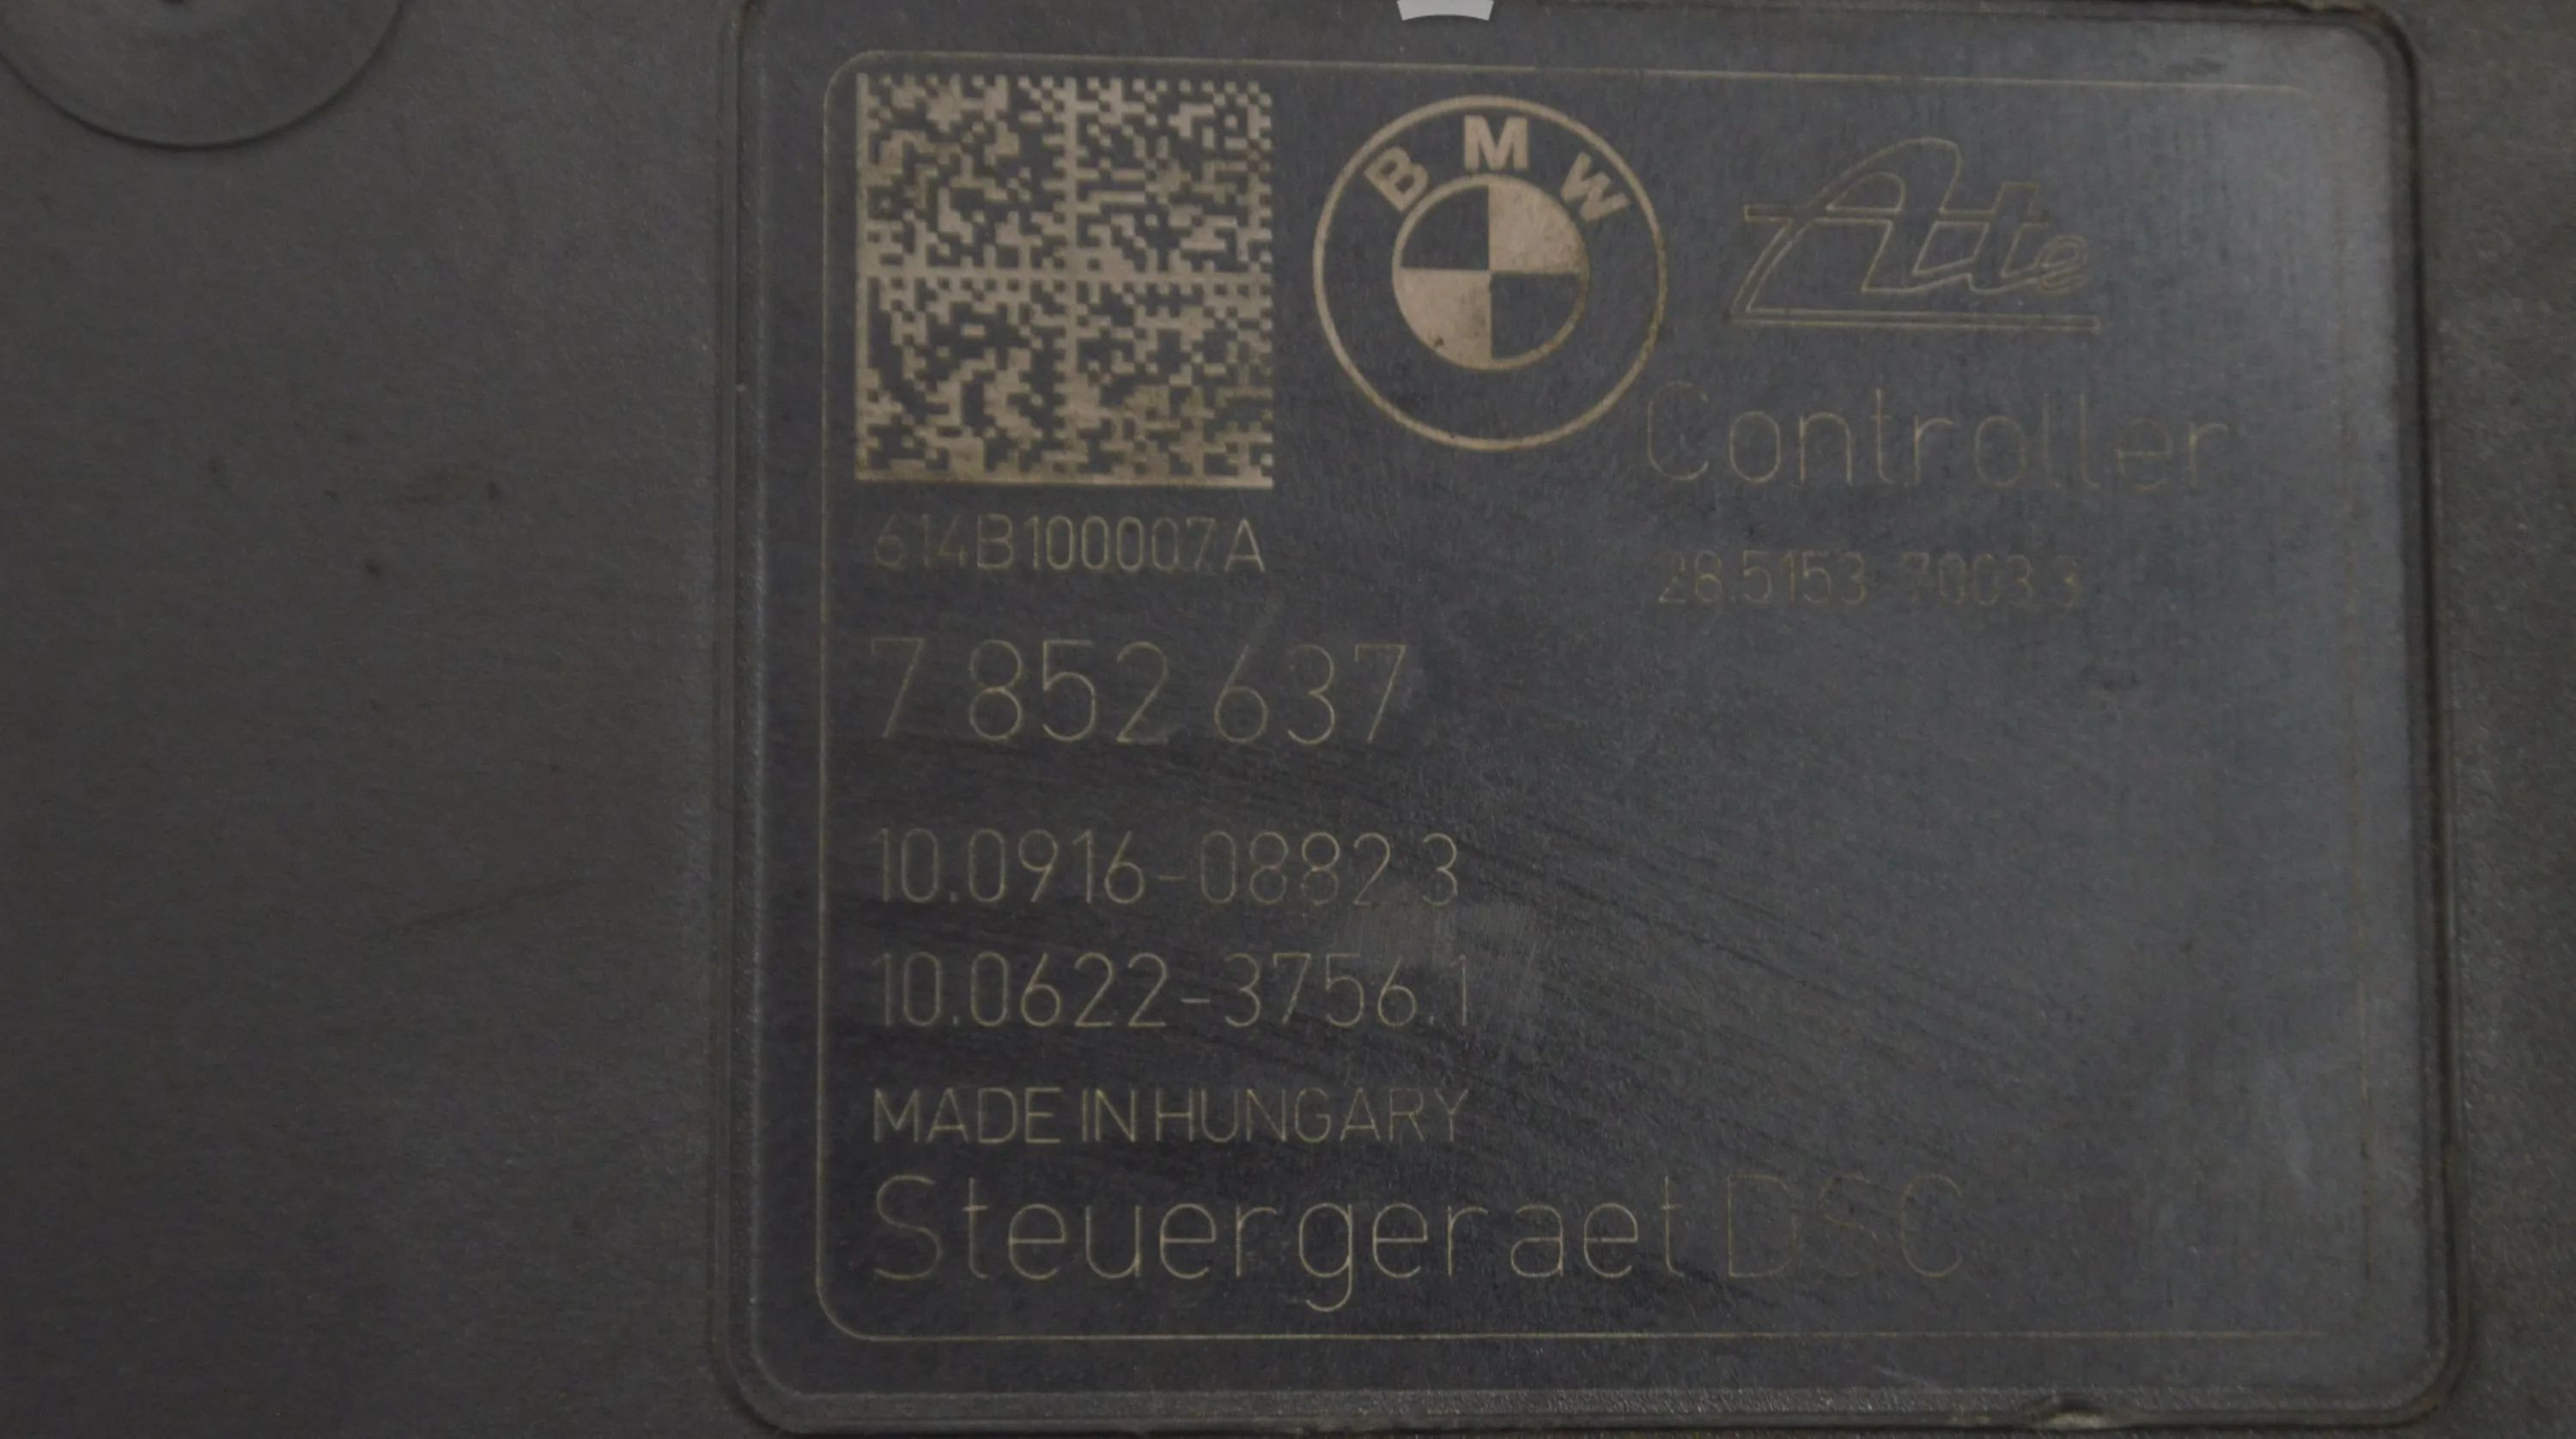 BMW
Ate
Controller
614B100007A
28.5153-7003.3
7 852 637
10.0916-0882.3
10.0622-3756.1
MADE IN HUNGARY
Steuergeraet DSC